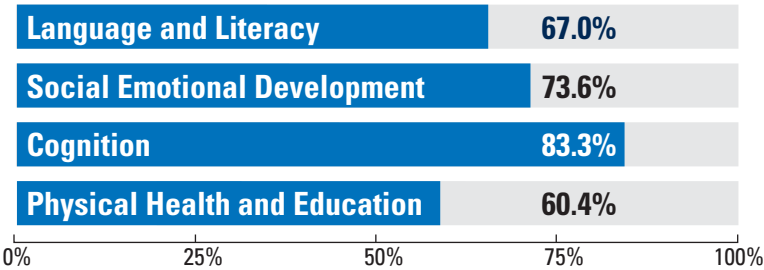 Language and Literacy 67.0%
Social Emotional Development 73.6%
Cognition 83.3%
Physical Health and Education 60.4%
0% 25% 50% 75% 100%